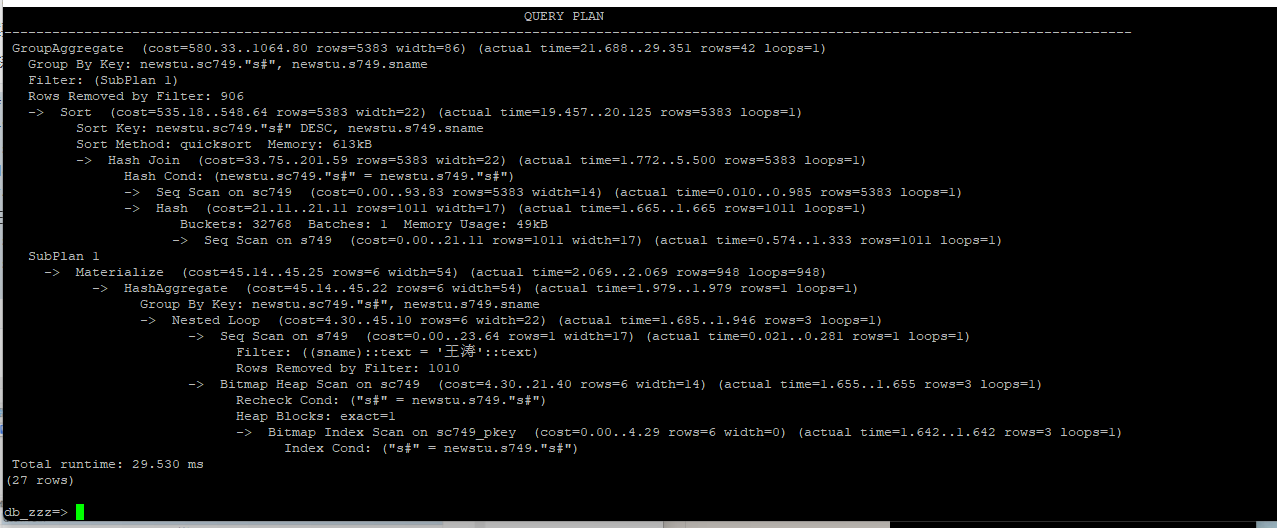 QUERY PLAN
--------------------------------------------------------------------------------------------------------------------------------------------
GroupAggregate  (cost=580.33..1064.80 rows=5383 width=86) (actual time=21.688..29.351 rows=42 loops=1)
Group By Key: newstu.sc749."s#", newstu.s749.sname
Filter: (SubPlan 1)
Rows Removed by Filter: 906
->  Sort  (cost=535.18..548.64 rows=5383 width=22) (actual time=19.457..20.125 rows=5383 loops=1)
Sort Key: newstu.sc749."s#" DESC, newstu.s749.sname
Sort Method: quicksort  Memory: 613kB
->  Hash Join  (cost=33.75..201.59 rows=5383 width=22) (actual time=1.772..5.500 rows=5383 loops=1)
Hash Cond: (newstu.sc749."s#" = newstu.s749."s#")
->  Seq Scan on sc749  (cost=0.00..93.83 rows=5383 width=14) (actual time=0.010..0.985 rows=5383 loops=1)
->  Hash  (cost=21.11..21.11 rows=1011 width=17) (actual time=1.665..1.665 rows=1011 loops=1)
Buckets: 32768  Batches: 1  Memory Usage: 49kB
->  Seq Scan on s749  (cost=0.00..21.11 rows=1011 width=17) (actual time=0.574..1.333 rows=1011 loops=1)
SubPlan 1
->  Materialize  (cost=45.14..45.25 rows=6 width=54) (actual time=2.069..2.069 rows=948 loops=948)
->  HashAggregate  (cost=45.14..45.22 rows=6 width=54) (actual time=1.979..1.979 rows=1 loops=1)
Group By Key: newstu.sc749."s#", newstu.s749.sname
->  Nested Loop  (cost=4.30..45.10 rows=6 width=22) (actual time=1.685..1.946 rows=3 loops=1)
->  Seq Scan on s749  (cost=0.00..23.64 rows=1 width=17) (actual time=0.021..0.281 rows=1 loops=1)
Filter: ((sname)::text = '王涛'::text)
Rows Removed by Filter: 1010
->  Bitmap Heap Scan on sc749  (cost=4.30..21.40 rows=6 width=14) (actual time=1.655..1.655 rows=3 loops=1)
Recheck Cond: ("s#" = newstu.s749."s#")
Heap Blocks: exact=1
->  Bitmap Index Scan on sc749_pkey  (cost=0.00..4.29 rows=6 width=0) (actual time=1.642..1.642 rows=3 loops=1)
Index Cond: ("s#" = newstu.s749."s#")
Total runtime: 29.530 ms
(27 rows)
db_zzz=>